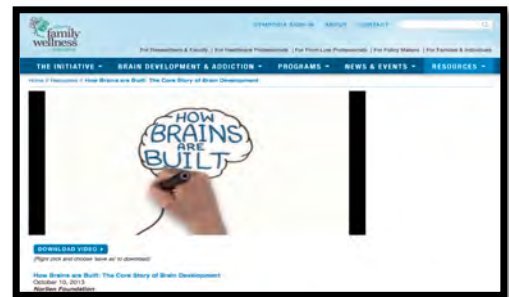 family
wellness
SYMPOSIA SIGN-IN ABOUT CONTACT
For Researchers & Faculty | For Healthcare Professionals | For Front-Line Professionals | For Policy Makers | For Families & Individuals
THE INITIATIVE BRAIN DEVELOPMENT & ADDICTION PROGRAMS NEWS & EVENTS RESOURCES
Home // Resources // How Brains are Built: The Core Story of Brain Development
HOW
BRAINS
ARE
BUILT
DOWNLOAD VIDEO
(Right click and choose 'save as' to download)
How Brains are Built: The Core Story of Brain Development
October 10, 2013
Norlien Foundation